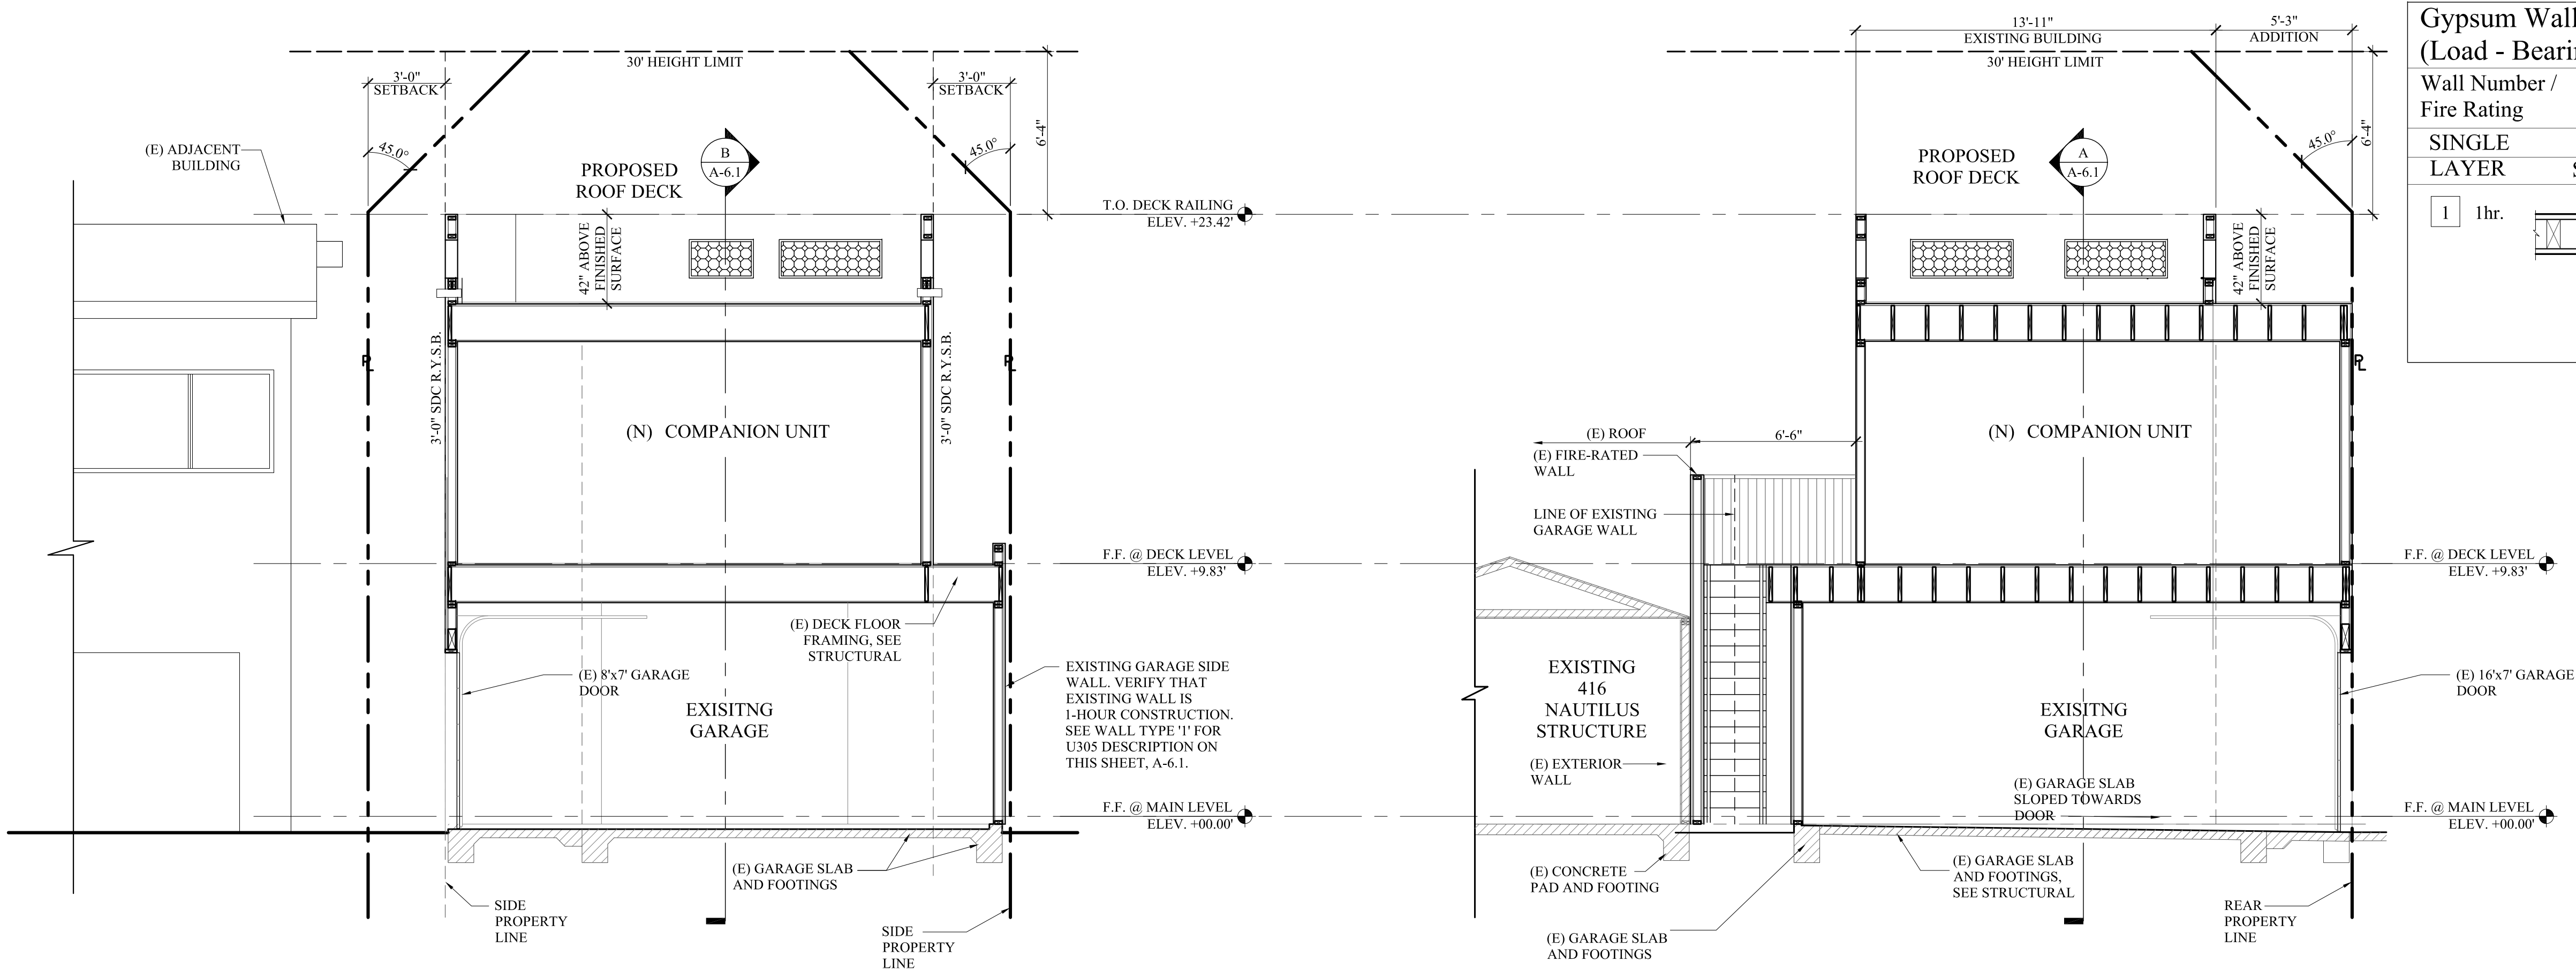 3'-0"
SETBACK
30' HEIGHT LIMIT
3'-0"
SETBACK
6'-4"
(E) ADJACENT
BUILDING
45.0°
45.0°
PROPOSED
ROOF DECK
B
A-6.1
42" ABOVE
FINISHED
SURFACE
T.O. DECK RAILING
ELEV. +23.42'
3'-0" SDC R.Y.S.B.
3'-0" SDC R.Y.S.B.
PL
PL
(N) COMPANION UNIT
F.F. @ DECK LEVEL
ELEV. +9.83'
(E) DECK FLOOR
FRAMING, SEE
STRUCTURAL
(E) 8'x7' GARAGE
DOOR
EXISITNG
GARAGE
EXISTING GARAGE SIDE
WALL. VERIFY THAT
EXISTING WALL IS
1-HOUR CONSTRUCTION.
SEE WALL TYPE '1' FOR
U305 DESCRIPTION ON
THIS SHEET, A-6.1.
F.F. @ MAIN LEVEL
ELEV. +00.00'
(E) GARAGE SLAB
AND FOOTINGS
SIDE
PROPERTY
LINE
SIDE
PROPERTY
LINE
13'-11"
EXISTING BUILDING
5'-3"
ADDITION
30' HEIGHT LIMIT
6'-4"
45.0°
PROPOSED
ROOF DECK
A
A-6.1
42" ABOVE
FINISHED
SURFACE
PL
(N) COMPANION UNIT
(E) ROOF
6'-6"
(E) FIRE-RATED
WALL
LINE OF EXISTING
GARAGE WALL
F.F. @ DECK LEVEL
ELEV. +9.83'
EXISTING
416
NAUTILUS
STRUCTURE
(E) EXTERIOR
WALL
EXISITNG
GARAGE
(E) 16'x7' GARAGE
DOOR
(E) GARAGE SLAB
SLOPED TOWARDS
DOOR
F.F. @ MAIN LEVEL
ELEV. +00.00'
(E) CONCRETE
PAD AND FOOTING
(E) GARAGE SLAB
AND FOOTINGS,
SEE STRUCTURAL
(E) GARAGE SLAB
AND FOOTINGS
REAR
PROPERTY
LINE
Gypsum Wall
(Load - Beari
Wall Number /
Fire Rating
SINGLE
LAYER
1 1hr.